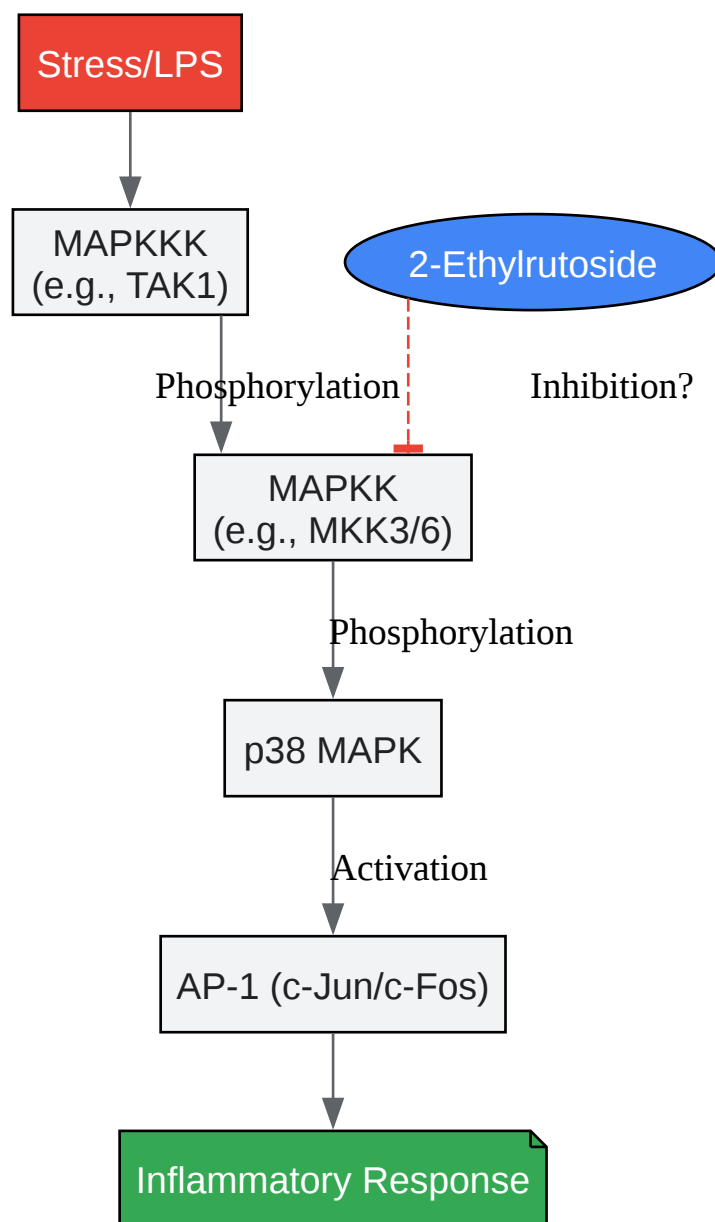 Stress/LPS
MAPKKK
(e.g., TAK1)
2-Ethylrutoside
Phosphorylation
Inhibition?
MAPKK
(e.g., MKK3/6)
Phosphorylation
p38 MAPK
Activation
AP-1 (c-Jun/c-Fos)
Inflammatory Response